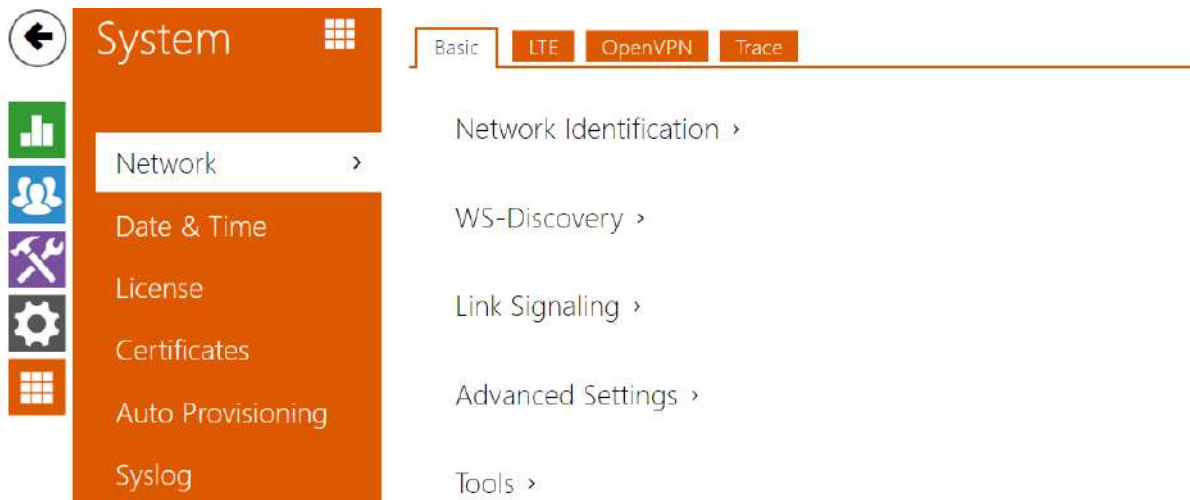 System
Network
Date & Time
License
Certificates
Auto Provisioning
Syslog
Basic LTE OpenVPN Trace
Network Identification
WS-Discovery
Link Signaling
Advanced Settings
Tools